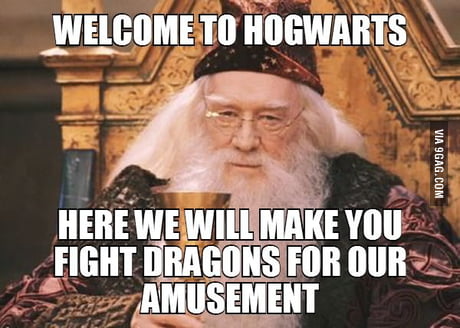 WELCOME TO HOGWARTS
HERE WE WILL MAKE YOU
FIGHT DRAGONS FOR OUR
AMUSEMENT
VIA 9GAG.COM